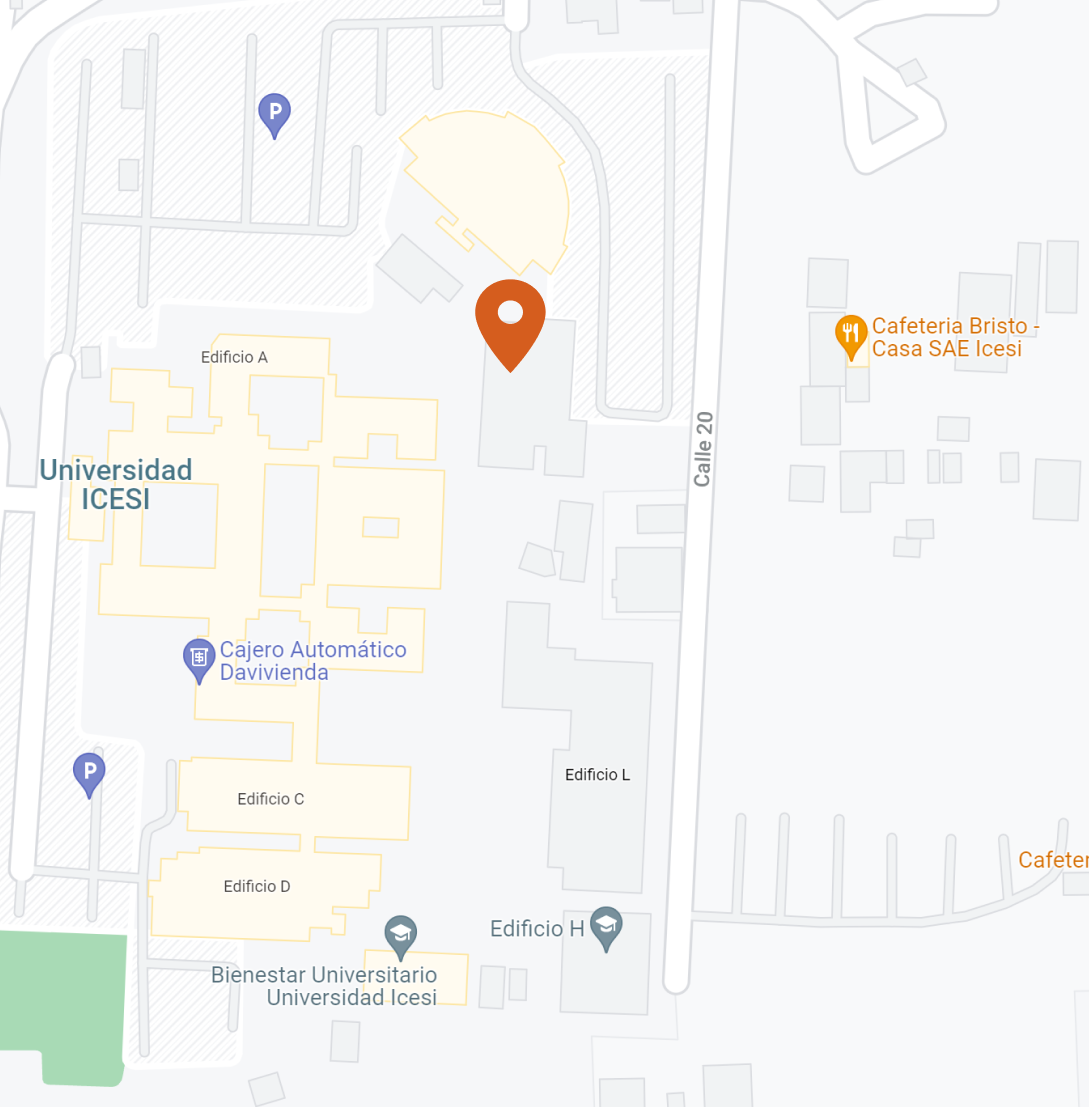 P
Cafeteria Bristo -
Casa SAE Icesi
Edificio A
Calle 20
Universidad
ICESI
Cajero Automático
Davivienda
P
Edificio L
Edificio C
Cafeter
Edificio D
Edificio H
Bienestar Universitario
Universidad Icesi